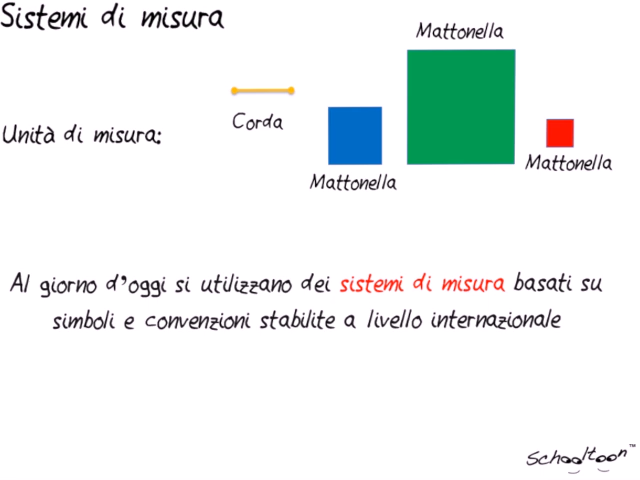 Sistemi di misura
Mattonella
Corda
Unità di misura:
Mattonella
Mattonella
Al giorno d'oggi si utilizzano dei sistemi di misura basati su
simboli e convenzioni stabilite a livello internazionale
Schooltoon™